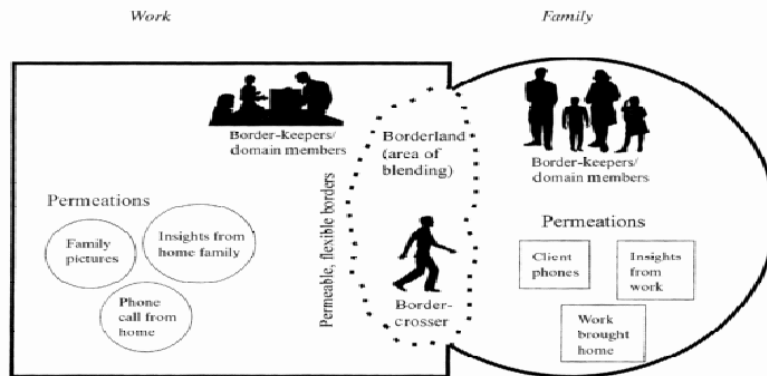 Work
Family
Border-keepers/
domain members
Borderland
(area of
blending)
Border-keepers/
domain members
Permeations
Family
pictures
Insights from
home family
Phone
call from
home
Permeable, flexible borders
Border-
crosser
Permeations
Client
phones
Insights
from
work
Work
brought
home